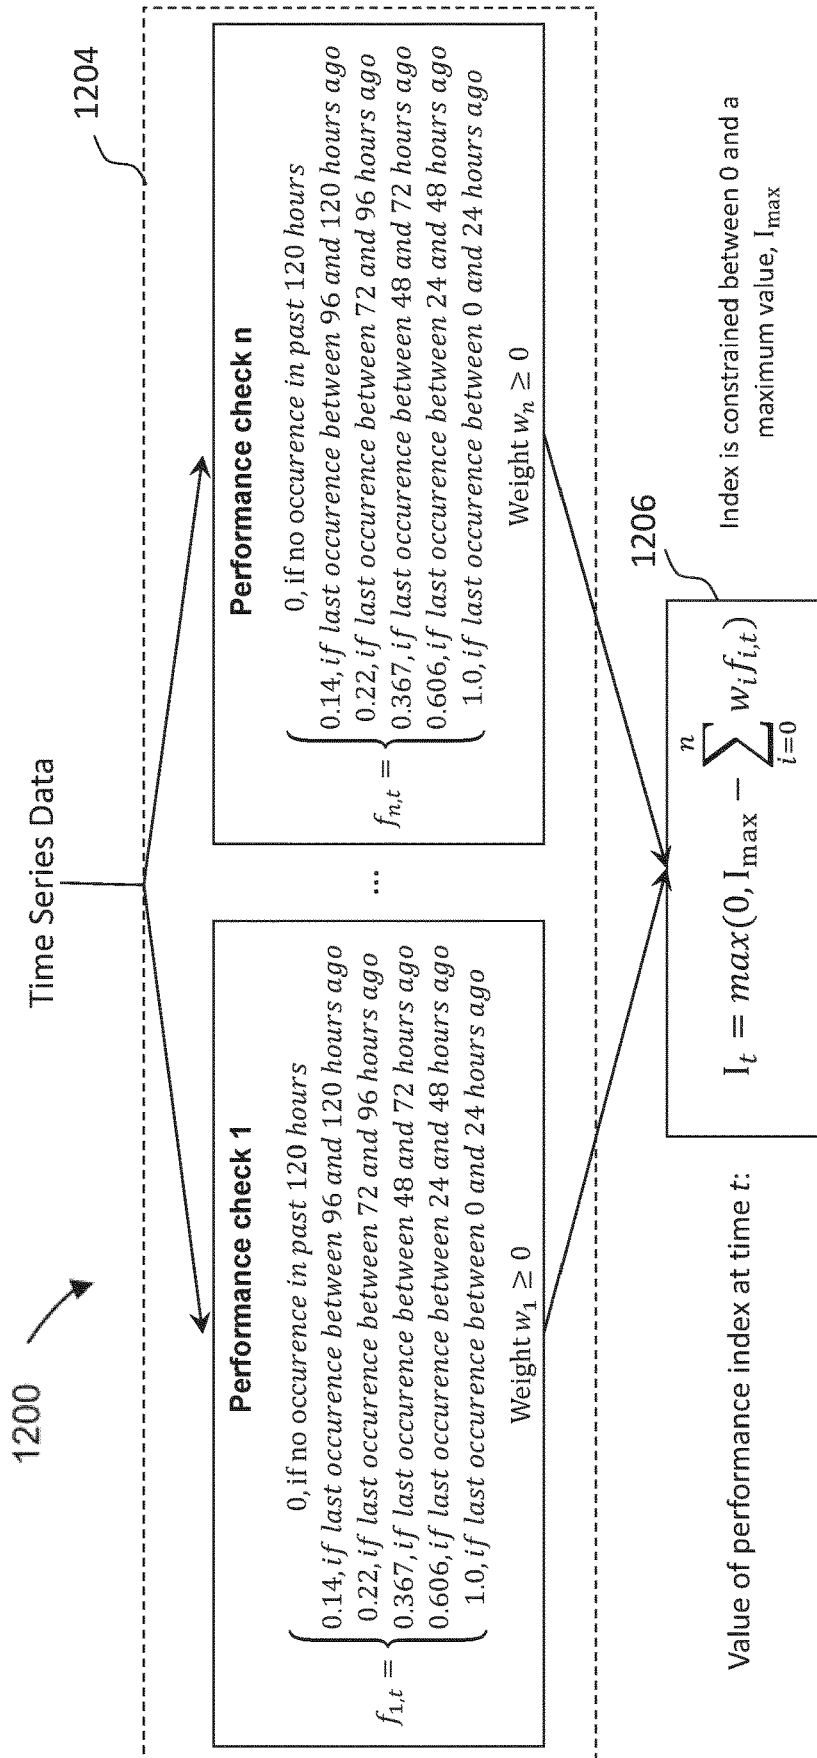 1200
Time Series Data
1204
Performance check 1
f1,t =
0, if no occurence in past 120 hours
0.14, if last occurence between 96 and 120 hours ago
0.22, if last occurence between 72 and 96 hours ago
0.367, if last occurence between 48 and 72 hours ago
0.606, if last occurence between 24 and 48 hours ago
1.0, if last occurence between 0 and 24 hours ago
Weight w1 ≥ 0
...
Performance check n
fn,t =
0, if no occurence in past 120 hours
0.14, if last occurence between 96 and 120 hours ago
0.22, if last occurence between 72 and 96 hours ago
0.367, if last occurence between 48 and 72 hours ago
0.606, if last occurence between 24 and 48 hours ago
1.0, if last occurence between 0 and 24 hours ago
Weight wn ≥ 0
1206
Value of performance index at time t:
It = max(0, Imax − ∑ni=0 wifi,t)
Index is constrained between 0 and a
maximum value, Imax